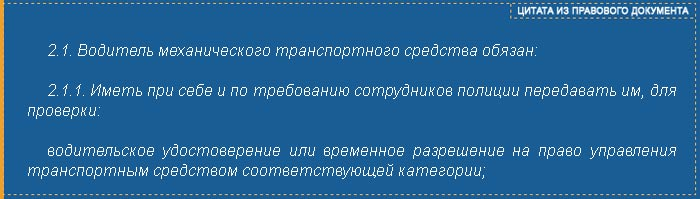 ЦИТАТА ИЗ ПРАВОВОГО ДОКУМЕНТА
2.1. Водитель механического транспортного средства обязан:
2.1.1. Иметь при себе и по требованию сотрудников полиции передавать им, для
проверки:
водительское удостоверение или временное разрешение на право управления
транспортным средством соответствующей категории;